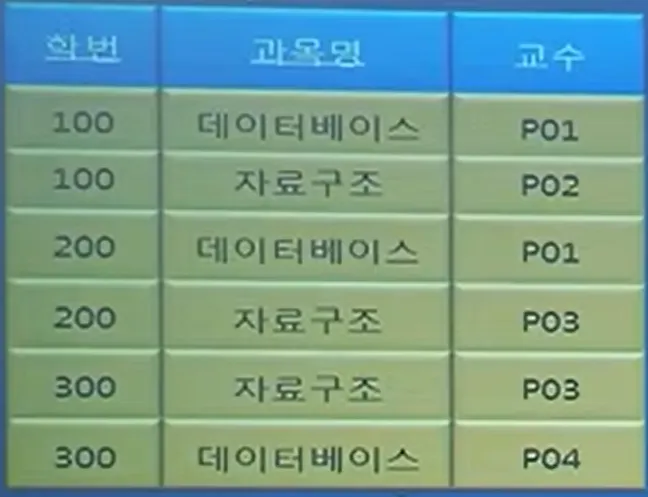 학번 과목명 교수
100 데이터베이스 P01
100 자료구조 P02
200 데이터베이스 P01
200 자료구조 P03
300 자료구조 P03
300 데이터베이스 P04